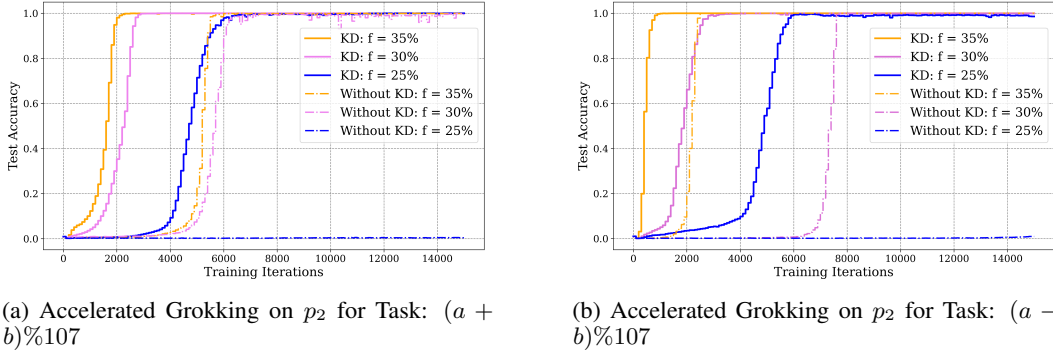 1.0
0.8
0.6
0.4
0.2
0.0
Test Accuracy
KD: f = 35%
KD: f = 30%
KD: f = 25%
Without KD: f = 35%
Without KD: f = 30%
Without KD: f = 25%
0 2000 4000 6000 8000 10000 12000 14000
Training Iterations
(a) Accelerated Grokking on p₂ for Task: (a +
b)%107
1.0
0.8
0.6
0.4
0.2
0.0
Test Accuracy
KD: f = 35%
KD: f = 30%
KD: f = 25%
Without KD: f = 35%
Without KD: f = 30%
Without KD: f = 25%
0 2000 4000 6000 8000 10000 12000 14000
Training Iterations
(b) Accelerated Grokking on p₂ for Task: (a −
b)%107